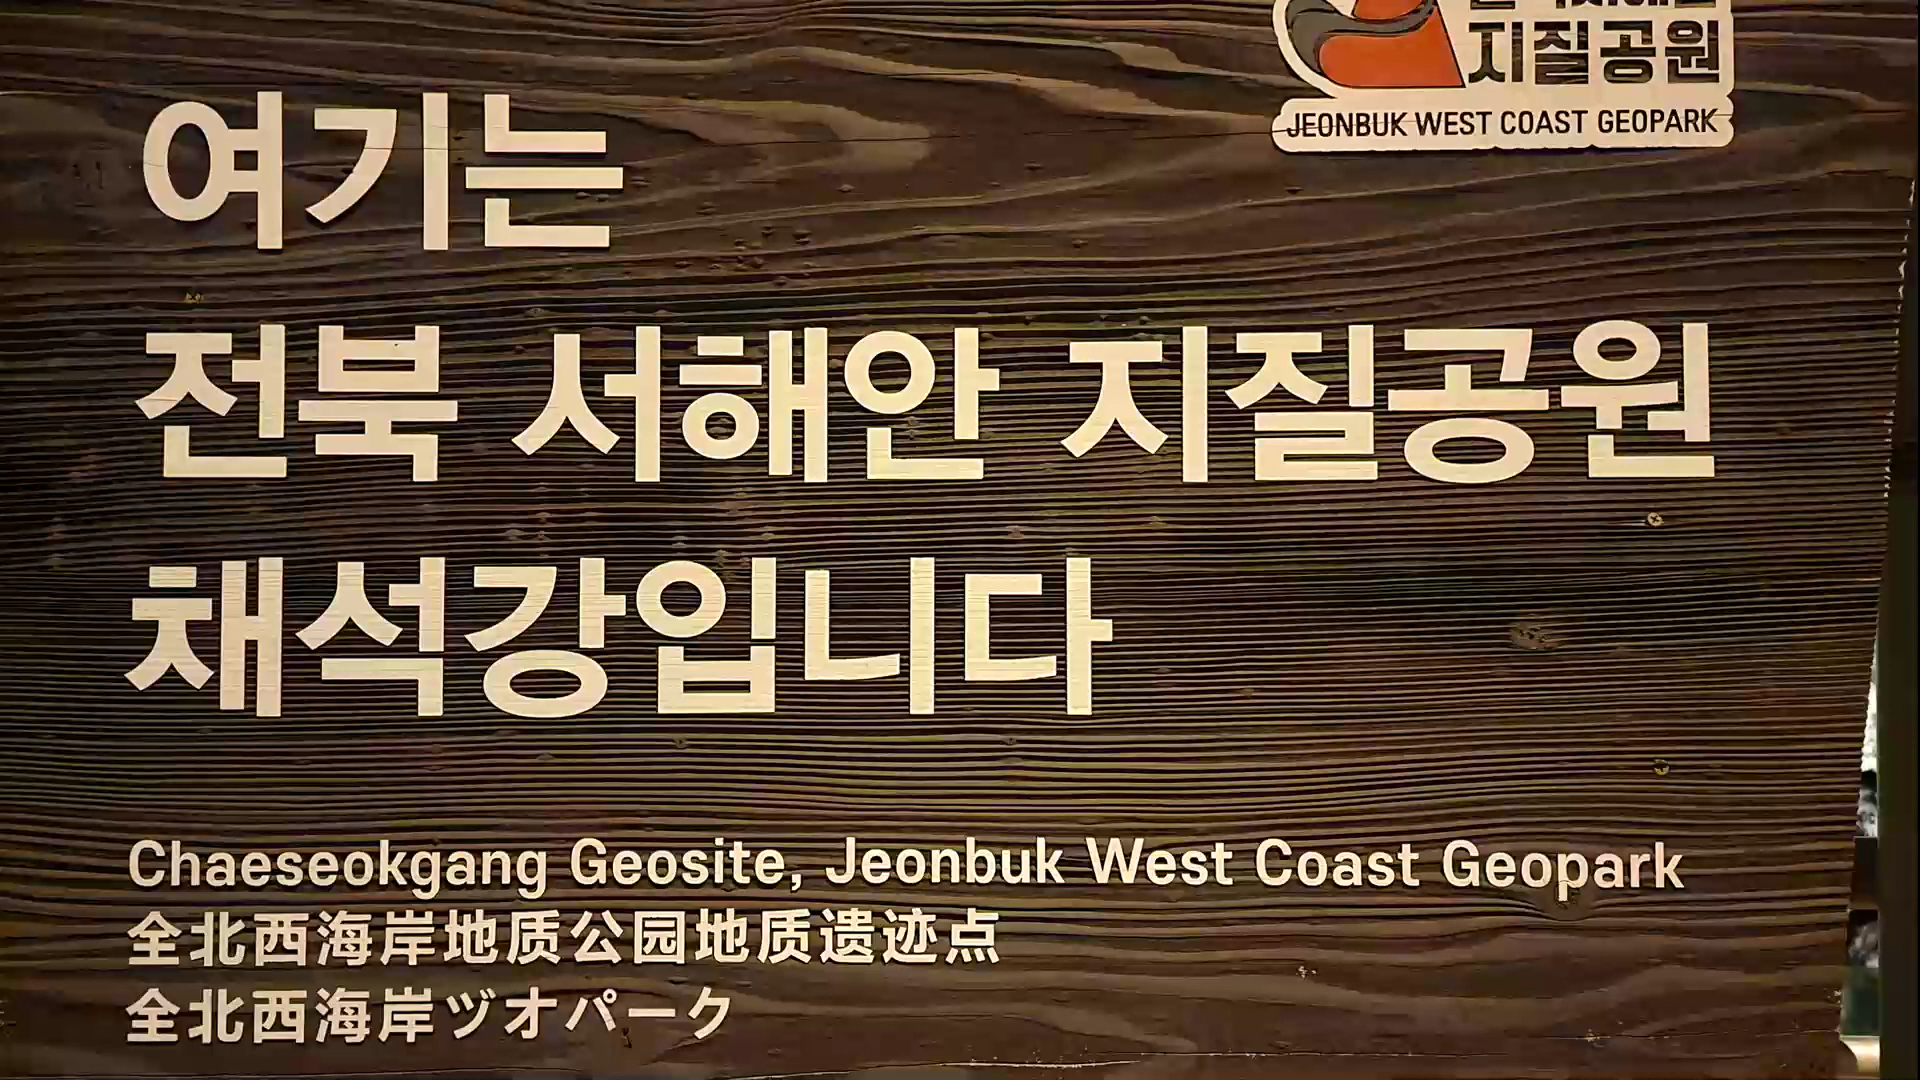 지질공원
JEONBUK WEST COAST GEOPARK
여기는
전북 서해안 지질공원
채석강입니다
Chaeseokgang Geosite, Jeonbuk West Coast Geopark
全北西海岸地质公园地质遗迹点
全北西海岸ヅオパーク